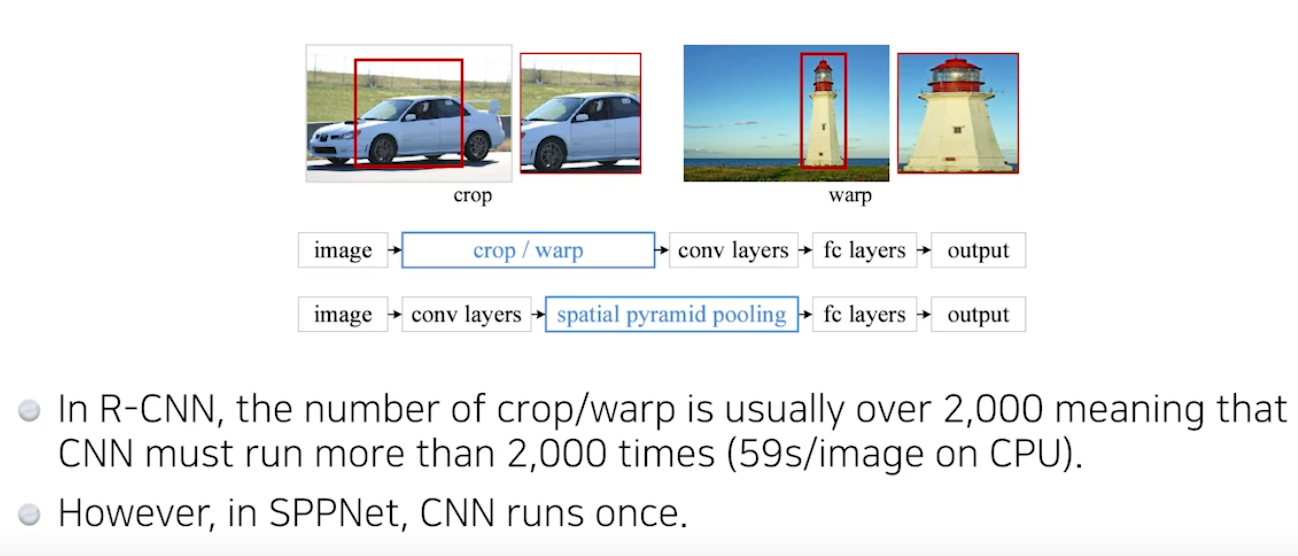 crop
warp
image crop / warp conv layers fc layers output
image conv layers spatial pyramid pooling fc layers output
In R-CNN, the number of crop/warp is usually over 2,000 meaning that
CNN must run more than 2,000 times (59s/image on CPU).
However, in SPPNet, CNN runs once.